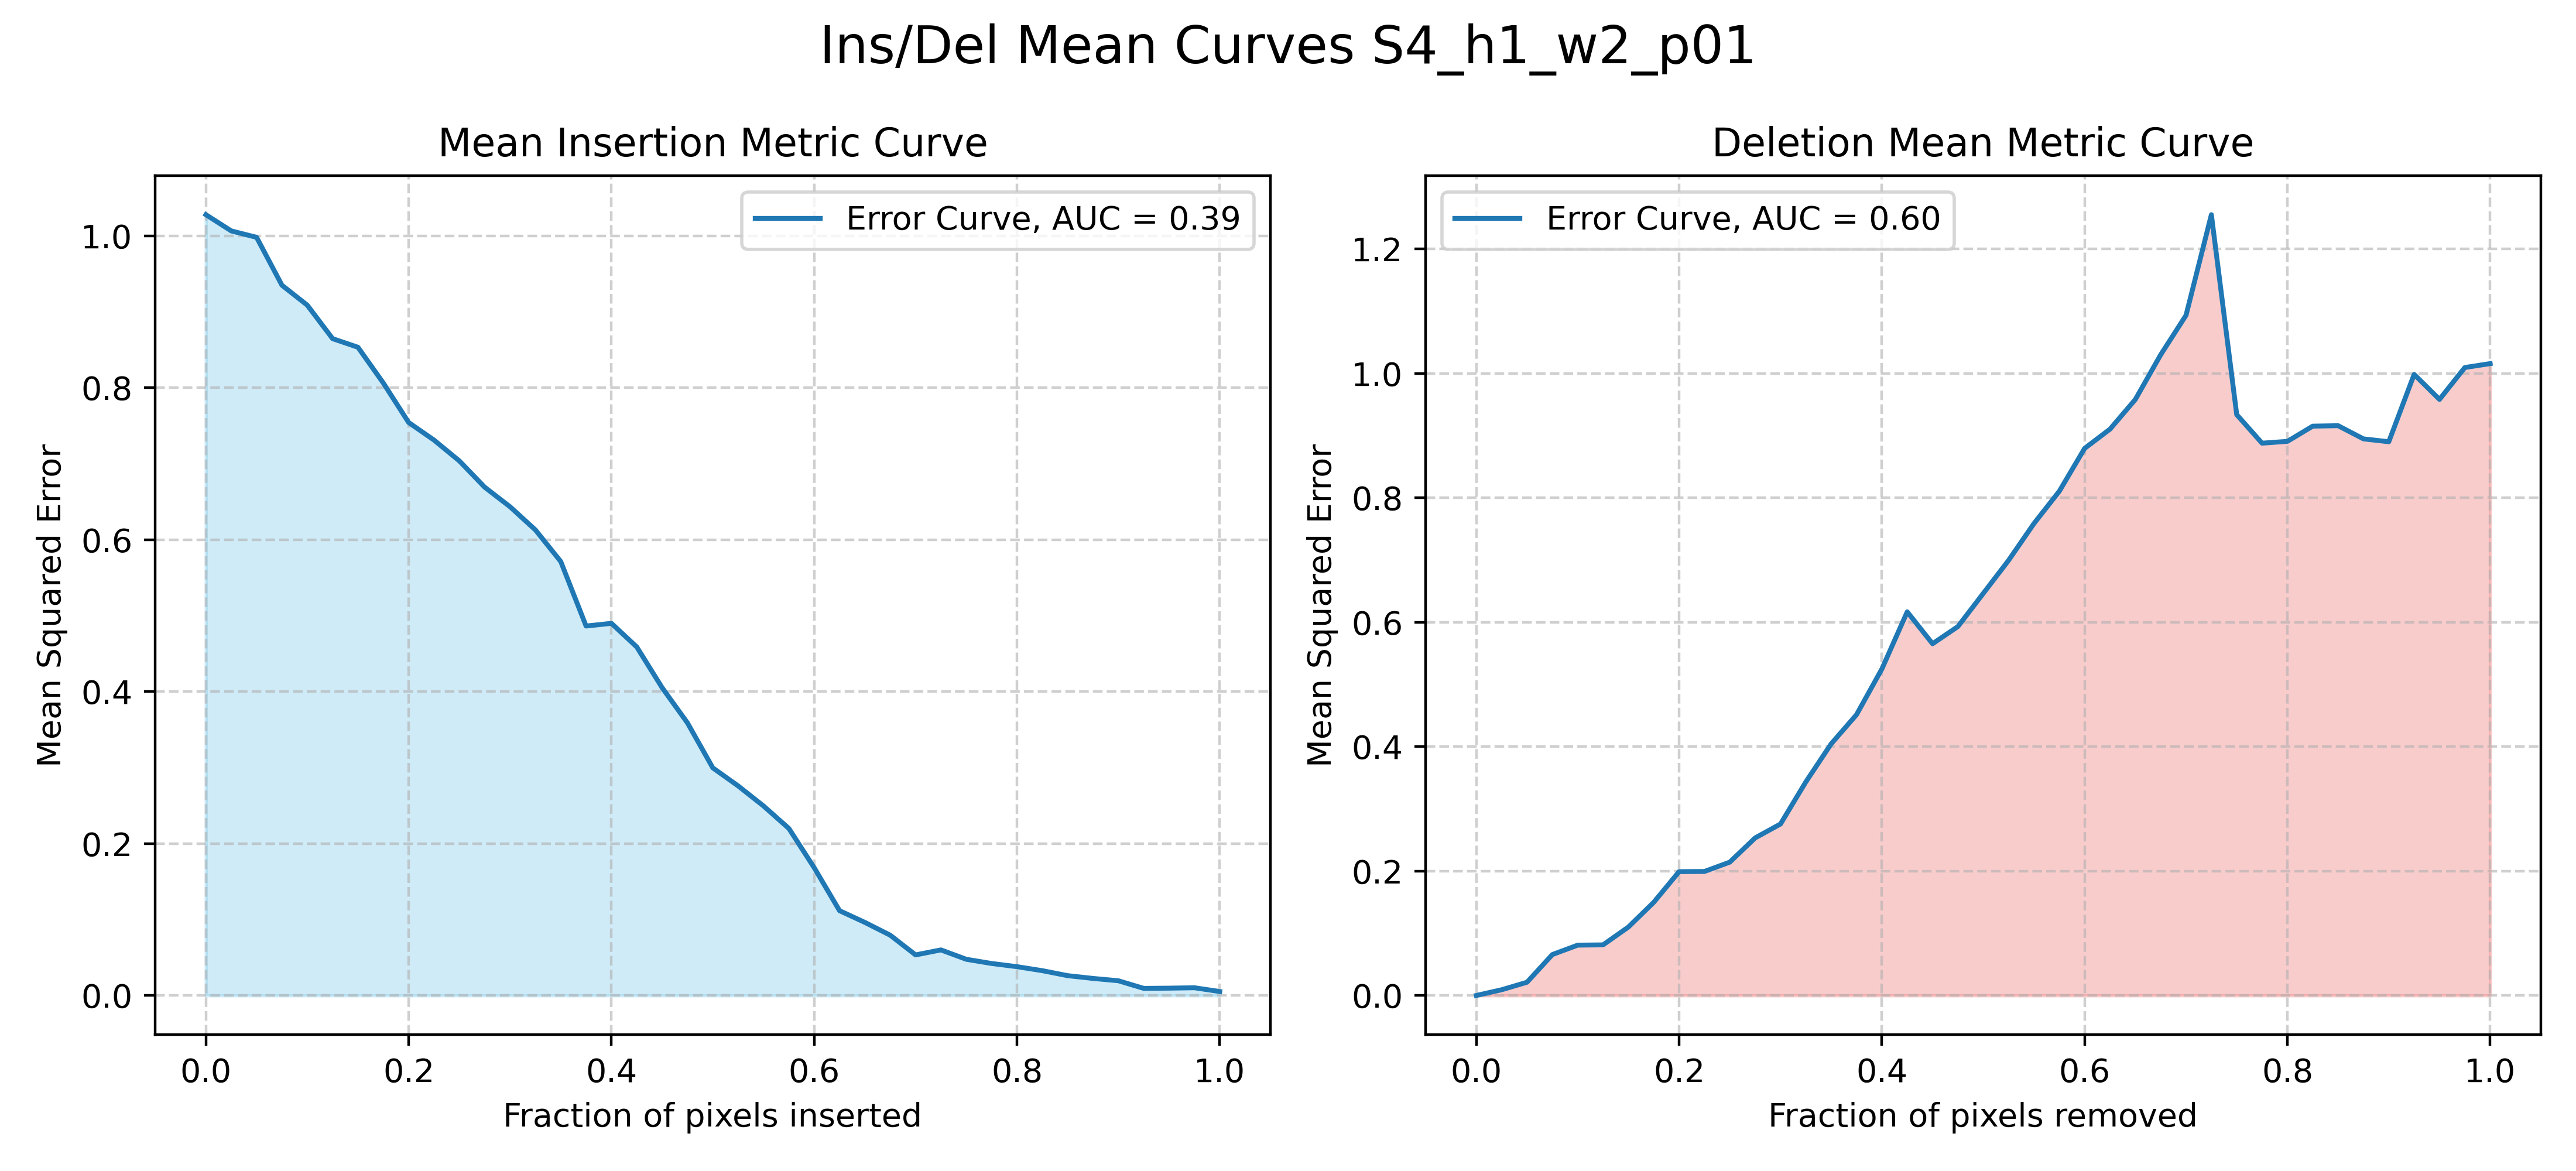 Ins/Del Mean Curves S4_h1_w2_p01
Mean Insertion Metric Curve
Error Curve, AUC = 0.39
Mean Squared Error
1.0
0.8
0.6
0.4
0.2
0.0
0.0 0.2 0.4 0.6 0.8 1.0
Fraction of pixels inserted
Deletion Mean Metric Curve
Error Curve, AUC = 0.60
Mean Squared Error
1.2
1.0
0.8
0.6
0.4
0.2
0.0
0.0 0.2 0.4 0.6 0.8 1.0
Fraction of pixels removed